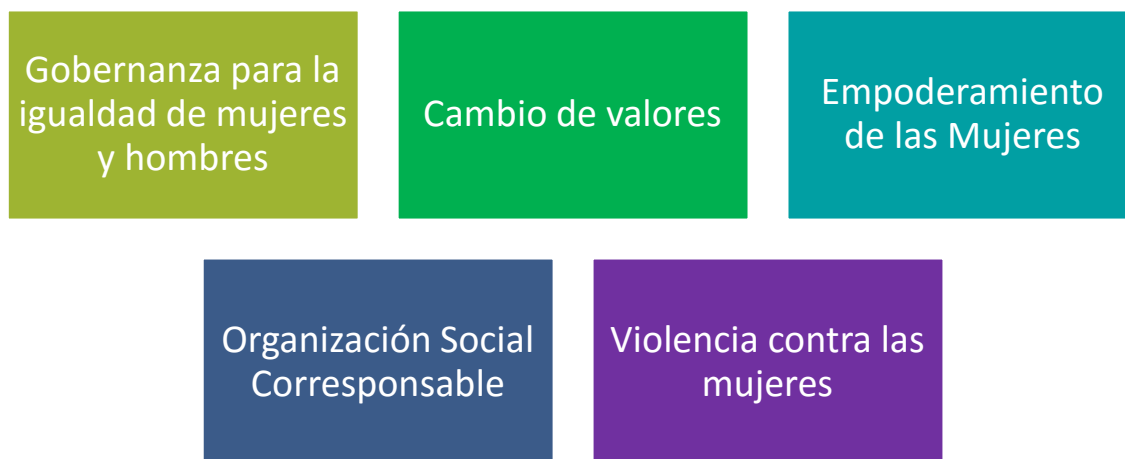 Gobernanza para la
igualdad de mujeres
y hombres
Cambio de valores
Empoderamiento
de las Mujeres
Organización Social
Corresponsable
Violencia contra las
mujeres